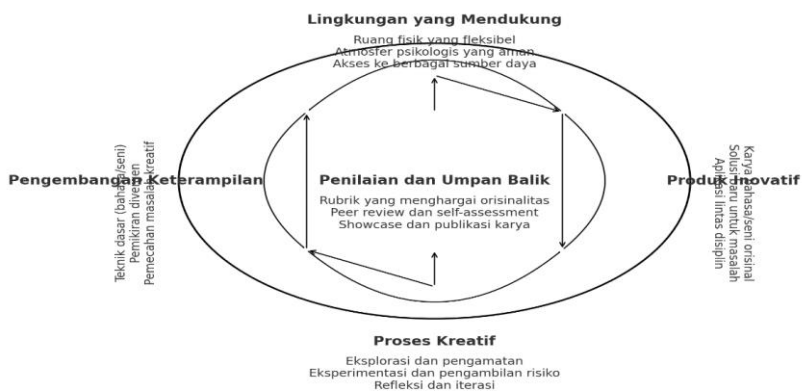 Lingkungan yang Mendukung
Ruang fisik yang fleksibel
Atmosfer psikologis yang aman
Akses ke berbagai sumber daya
Pengembangan Keterampilan
Teknik dasar (bahasa/seni)
Pemikiran divergen
Pemecahan masalah kreatif
Penilaian dan Umpan Balik
Rubrik yang menghargai orisinalitas
Peer review dan self-assessment
Showcase dan publikasi karya
Produk Inovatif
Karya bahasa/seni orisinal
Solusi baru untuk masalah
Aplikasi lintas disiplin
Proses Kreatif
Eksplorasi dan pengamatan
Eksperimentasi dan pengambilan risiko
Refleksi dan iterasi